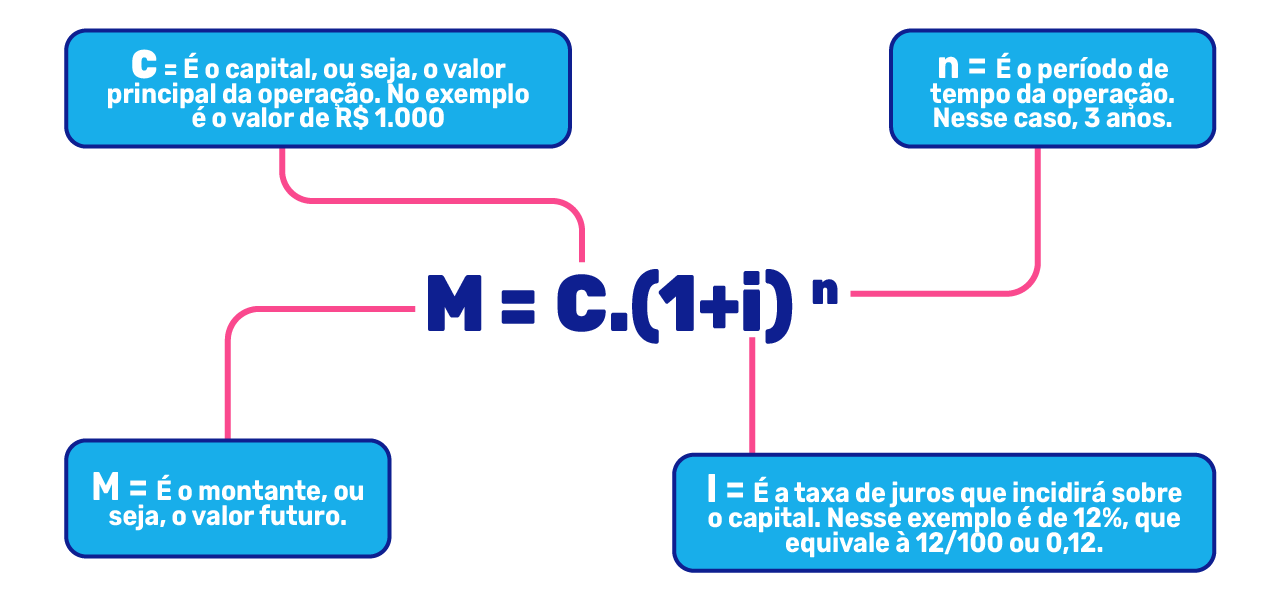 C = É o capital, ou seja, o valor
principal da operação. No exemplo
é o valor de R$ 1.000
n = É o período de
tempo da operação.
Nesse caso, 3 anos.
M = C.(1+i) ⁿ
M = É o montante, ou
seja, o valor futuro.
I = É a taxa de juros que incidirá sobre
o capital. Nesse exemplo é de 12%, que
equivale à 12/100 ou 0,12.